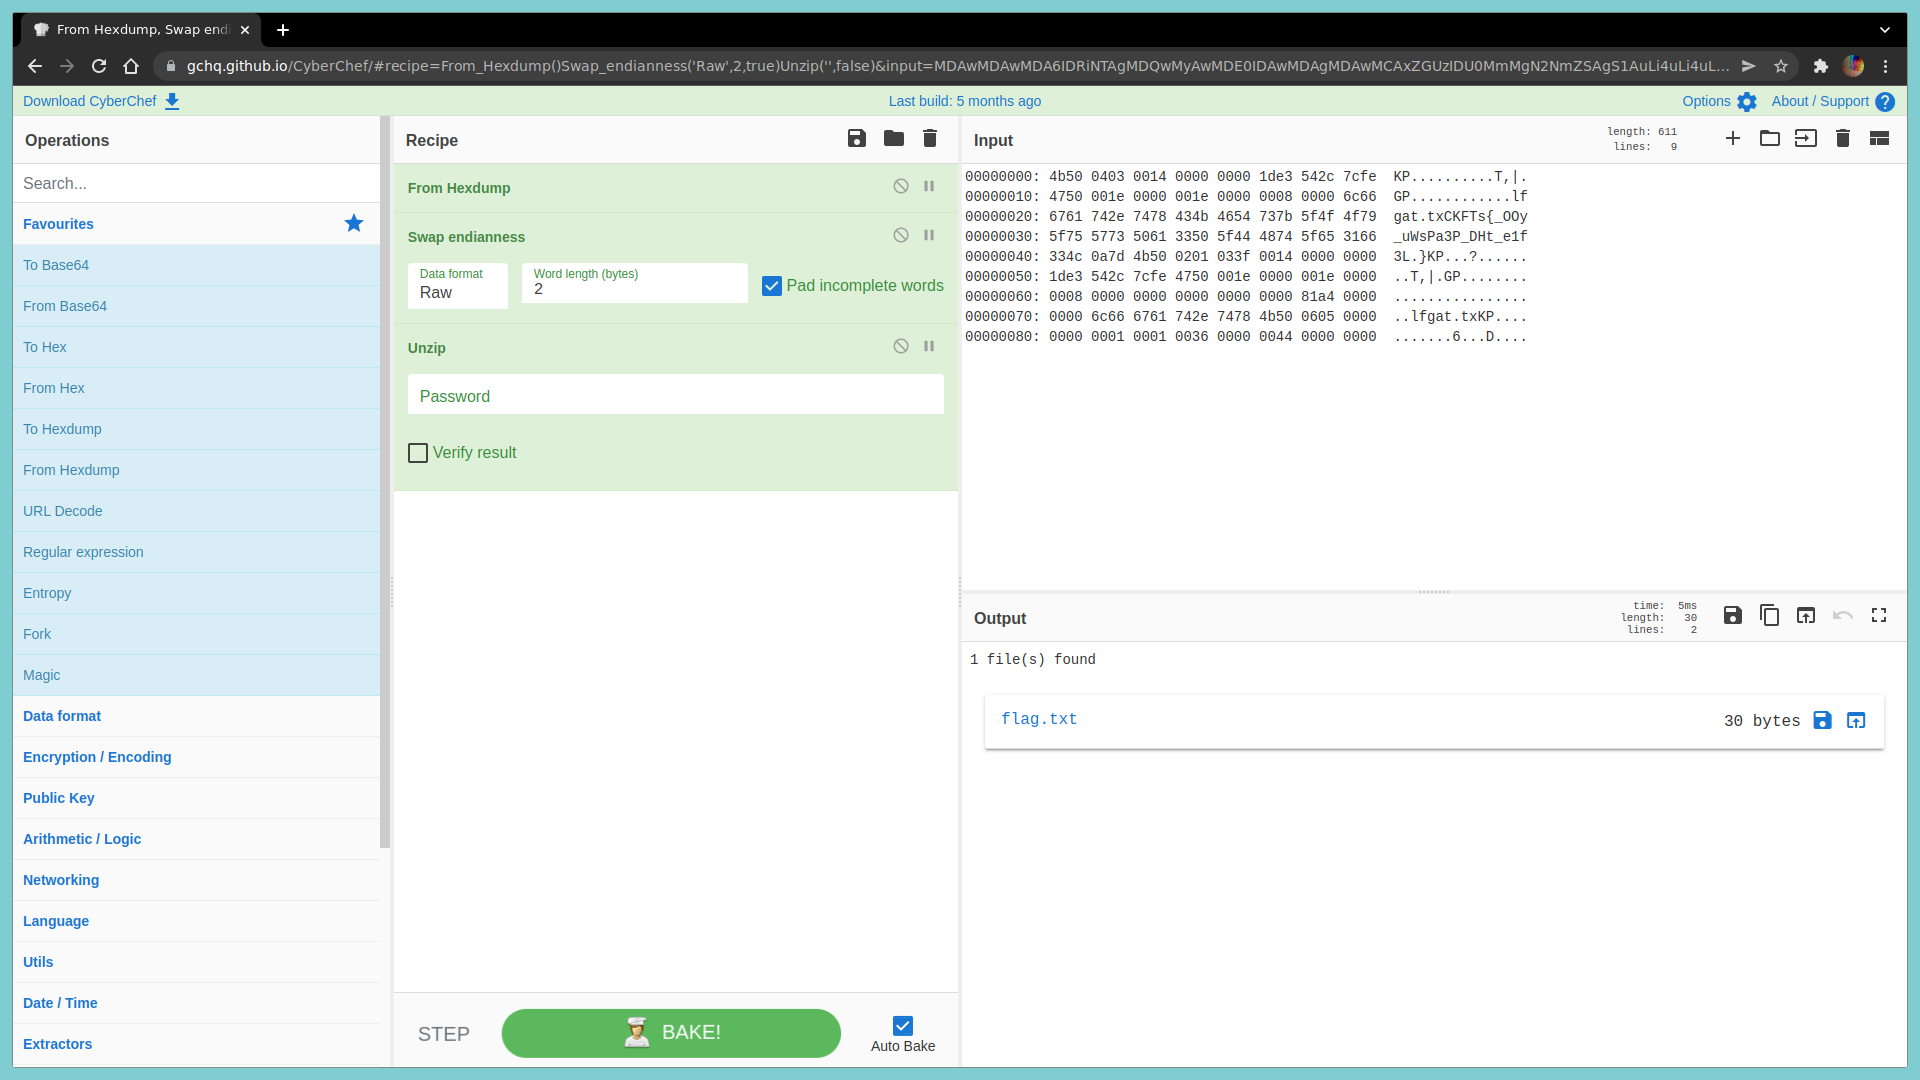 From Hexdump, Swap endi
gchq.github.io/CyberChef/#recipe=From_Hexdump()Swap_endianness('Raw',2,true)Unzip('',false)&input=MDAwMDAwMDA6IDRiNTAgMDQwMyAwMDE0IDAwMDAgMDAwMCAxZGUzIDU0MmMgN2NmZSAgS1AuLi4uLi4uL...
Download CyberChef
Last build: 5 months ago
Options
About / Support
Operations
Search...
Favourites
To Base64
From Base64
To Hex
From Hex
To Hexdump
From Hexdump
URL Decode
Regular expression
Entropy
Fork
Magic
Data format
Encryption / Encoding
Public Key
Arithmetic / Logic
Networking
Language
Utils
Date / Time
Extractors
Recipe
From Hexdump
Swap endianness
Data format
Raw
Word length (bytes)
2
Pad incomplete words
Unzip
Password
Verify result
STEP
BAKE!
Auto Bake
Input
length: 611
lines: 9
00000000: 4b50 0403 0014 0000 0000 1de3 542c 7cfe  KP..........T,|.
00000010: 4750 001e 0000 001e 0000 0008 0000 6c66  GP............lf
00000020: 6761 742e 7478 434b 4654 737b 5f4f 4f79  gat.txCKFTs{_OOy
00000030: 5f75 5773 5061 3350 5f44 4874 5f65 3166  _uWsPa3P_DHt_e1f
00000040: 334c 0a7d 4b50 0201 033f 0014 0000 0000  3L.}KP...?......
00000050: 1de3 542c 7cfe 4750 001e 0000 001e 0000  ..T,|.GP........
00000060: 0008 0000 0000 0000 0000 0000 81a4 0000  ................
00000070: 0000 6c66 6761 742e 7478 4b50 0605 0000  ..lfgat.txKP....
00000080: 0000 0001 0001 0036 0000 0044 0000 0000  .......6...D....
Output
time: 5ms
length: 30
lines: 2
1 file(s) found
flag.txt
30 bytes